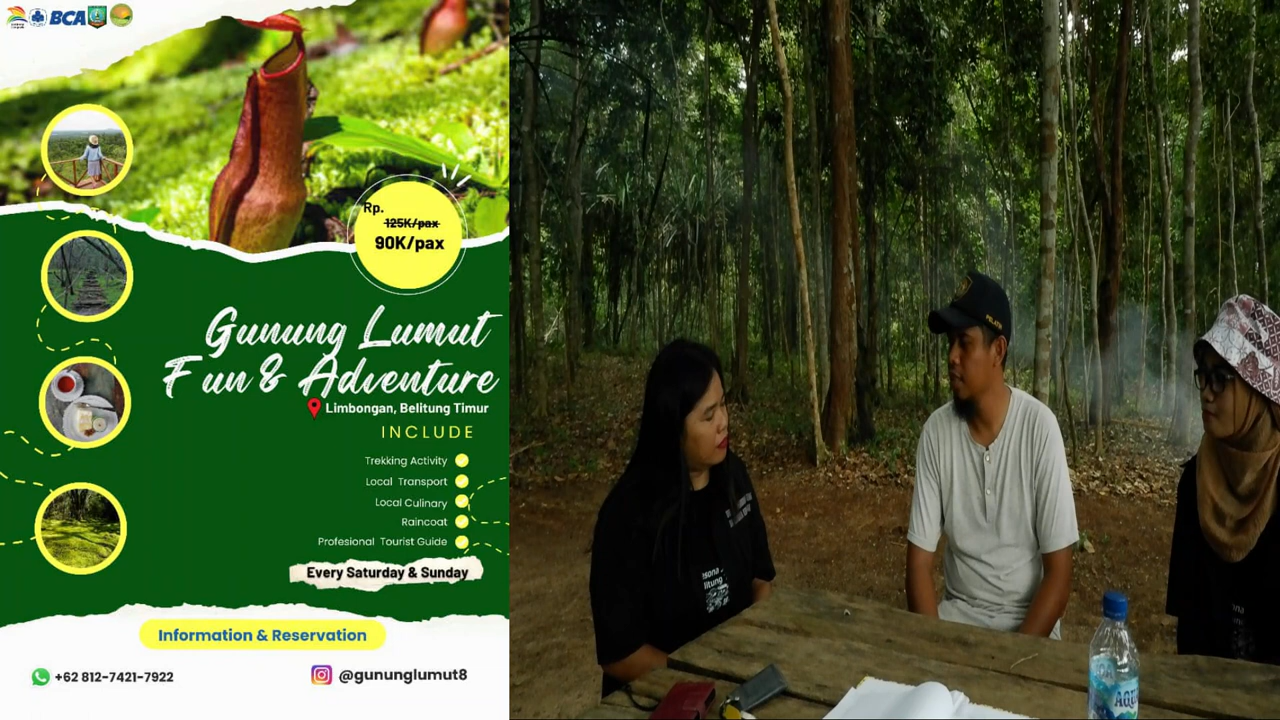 BCA
Rp.
125K/pax
90K/pax
Gunung Lumut
Fun & Adventure
Limbongan, Belitung Timur
INCLUDE
Trekking Activity
Local Transport
Local Culinary
Raincoat
Profesional Tourist Guide
Every Saturday & Sunday
Information & Reservation
+62 812-7421-7922
@gununglumut8
AQUA